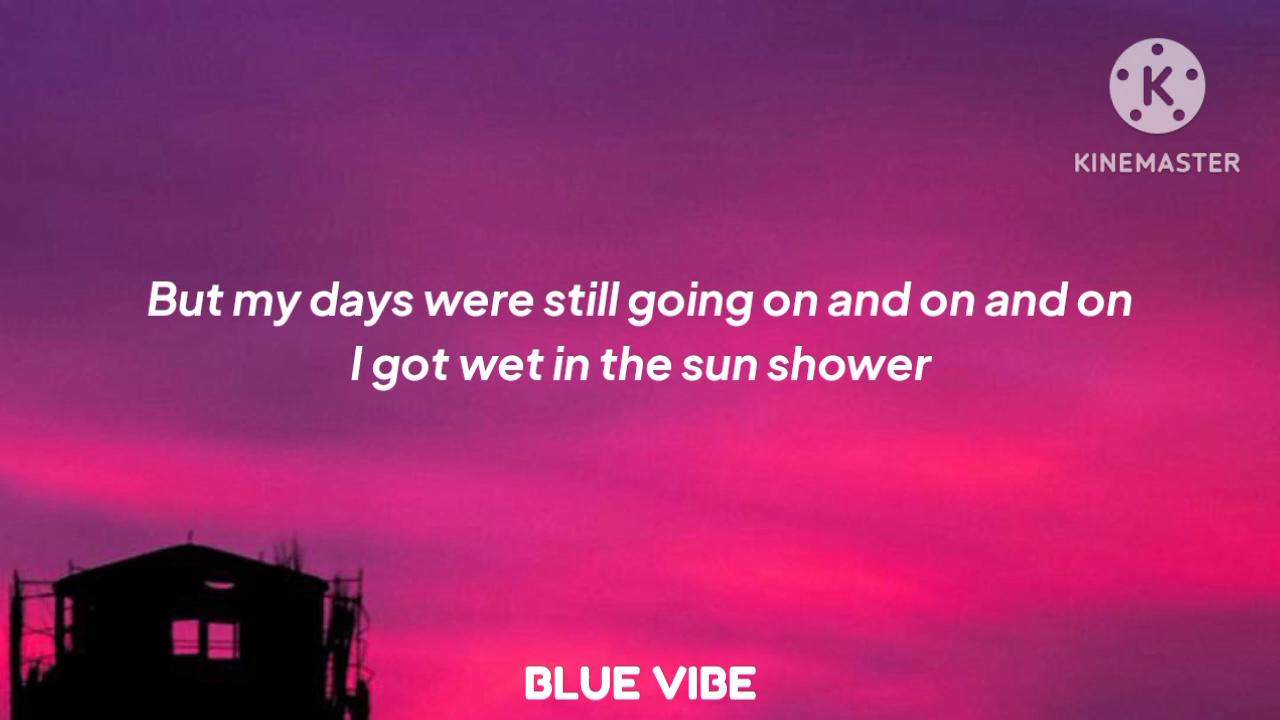 KINEMASTER
But my days were still going on and on and on
I got wet in the sun shower
BLUE VIBE